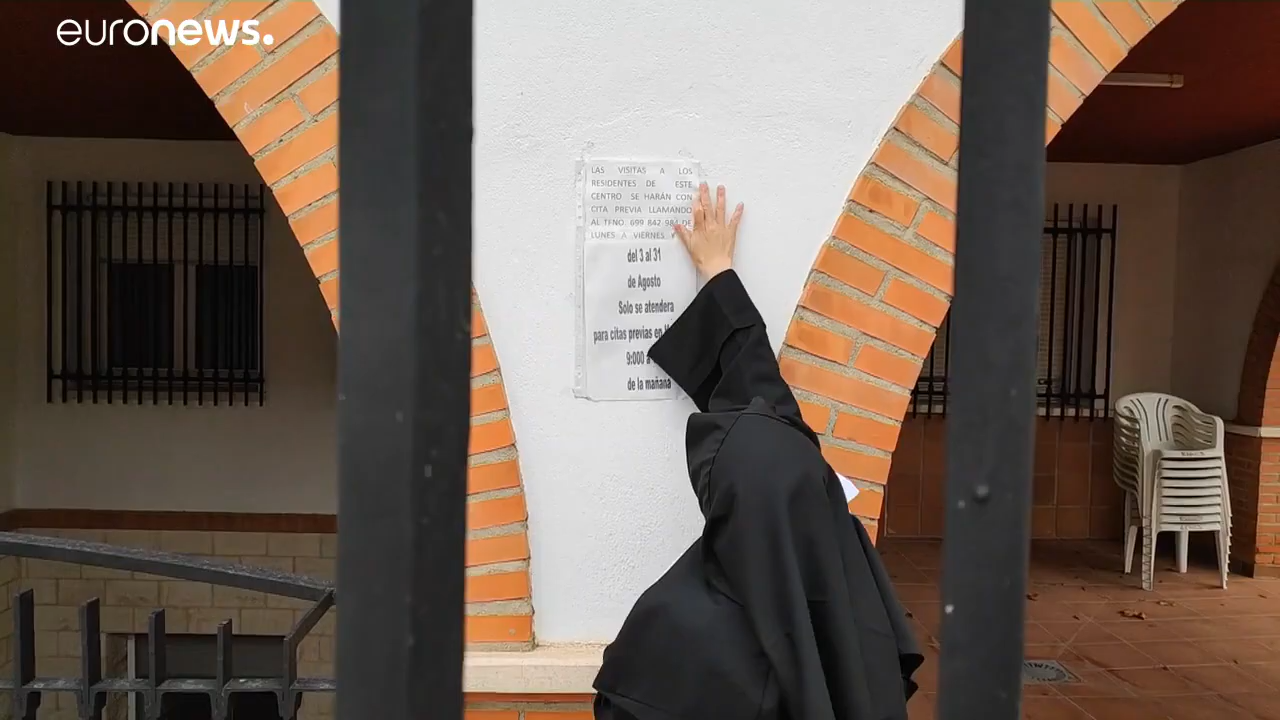 euronews.
LAS VISITAS A LOS
RESIDENTES DE ESTE
CENTRO SE HARÁN CON
CITA PREVIA LLAMANDO
AL TFNO. 699 842 984 DE
LUNES A VIERNES
del 3 al 31
de Agosto
Solo se atendera
para citas previas en
9:000 a
de la mañana